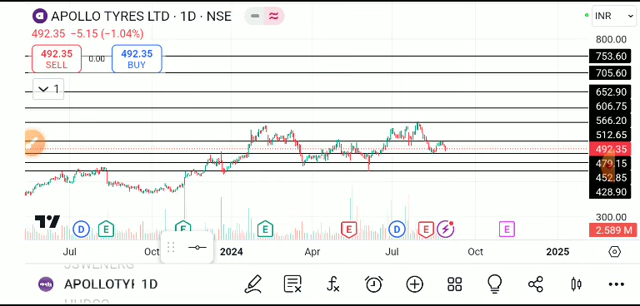 APOLLO TYRES LTD · 1D · NSE
INR
492.35 −5.15 (−1.04%)
492.35
SELL
0.00
492.35
BUY
1
800.00
753.60
705.60
652.90
606.75
566.20
512.65
492.35
479.15
452.85
428.90
300.00
2.589 M
D E E E E D E E
Jul Oct 2024 Apr Jul Oct 2025
APOLLOTYR 1D